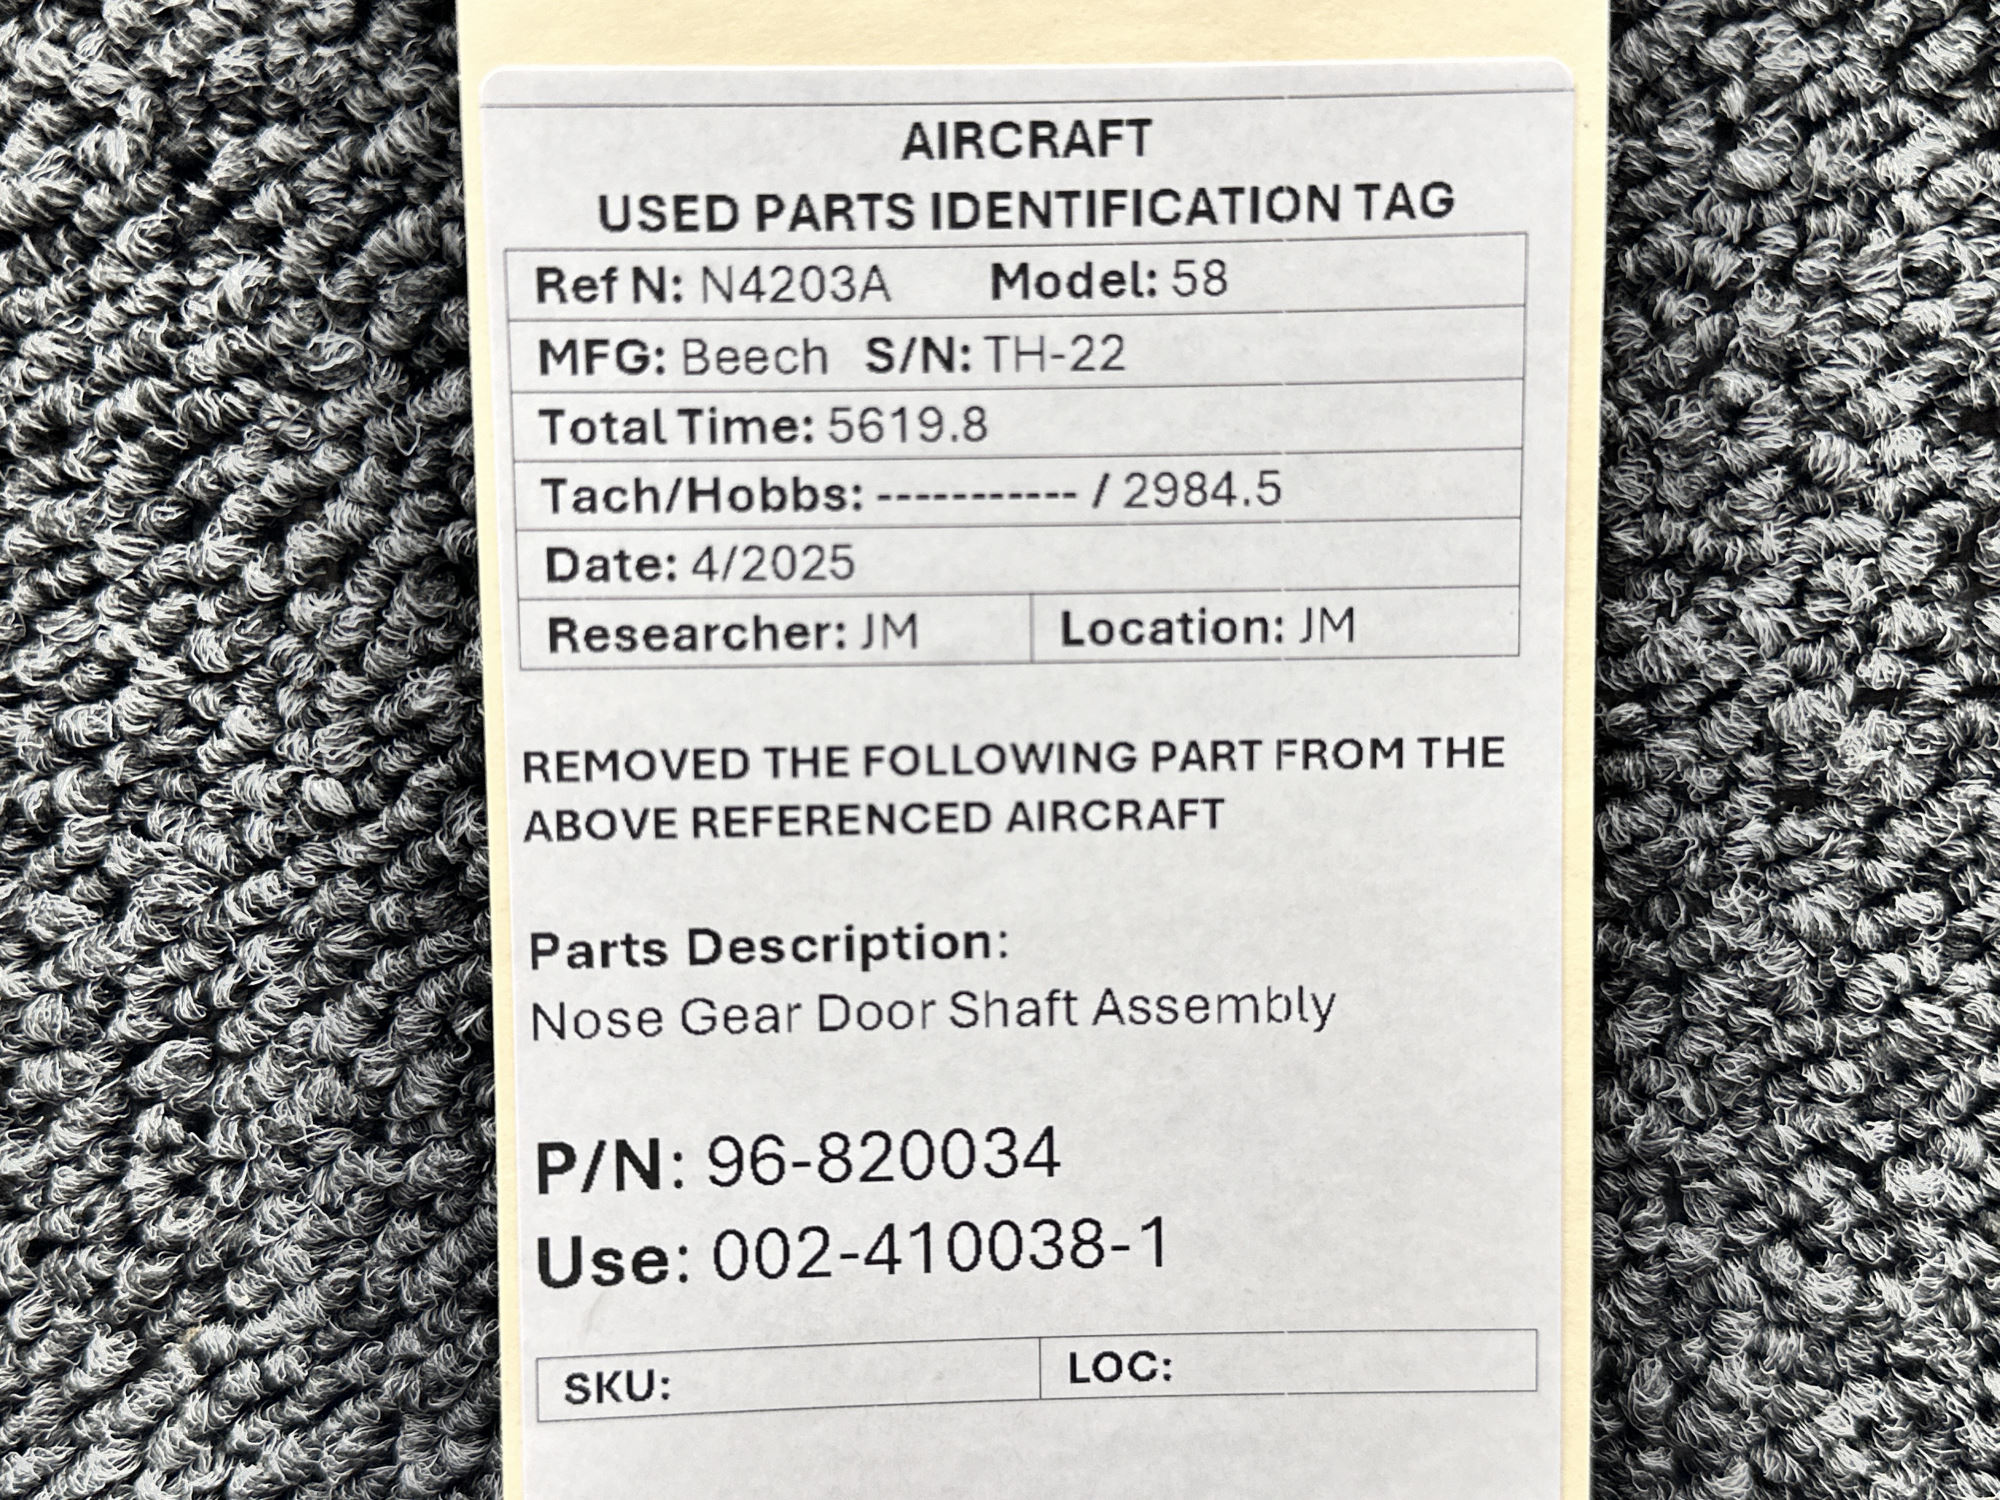 AIRCRAFT
USED PARTS IDENTIFICATION TAG
Ref N: N4203A Model: 58
MFG: Beech S/N: TH-22
Total Time: 5619.8
Tach/Hobbs: ----------- / 2984.5
Date: 4/2025
Researcher: JM Location: JM
REMOVED THE FOLLOWING PART FROM THE
ABOVE REFERENCED AIRCRAFT
Parts Description:
Nose Gear Door Shaft Assembly
P/N: 96-820034
Use: 002-410038-1
SKU: LOC: